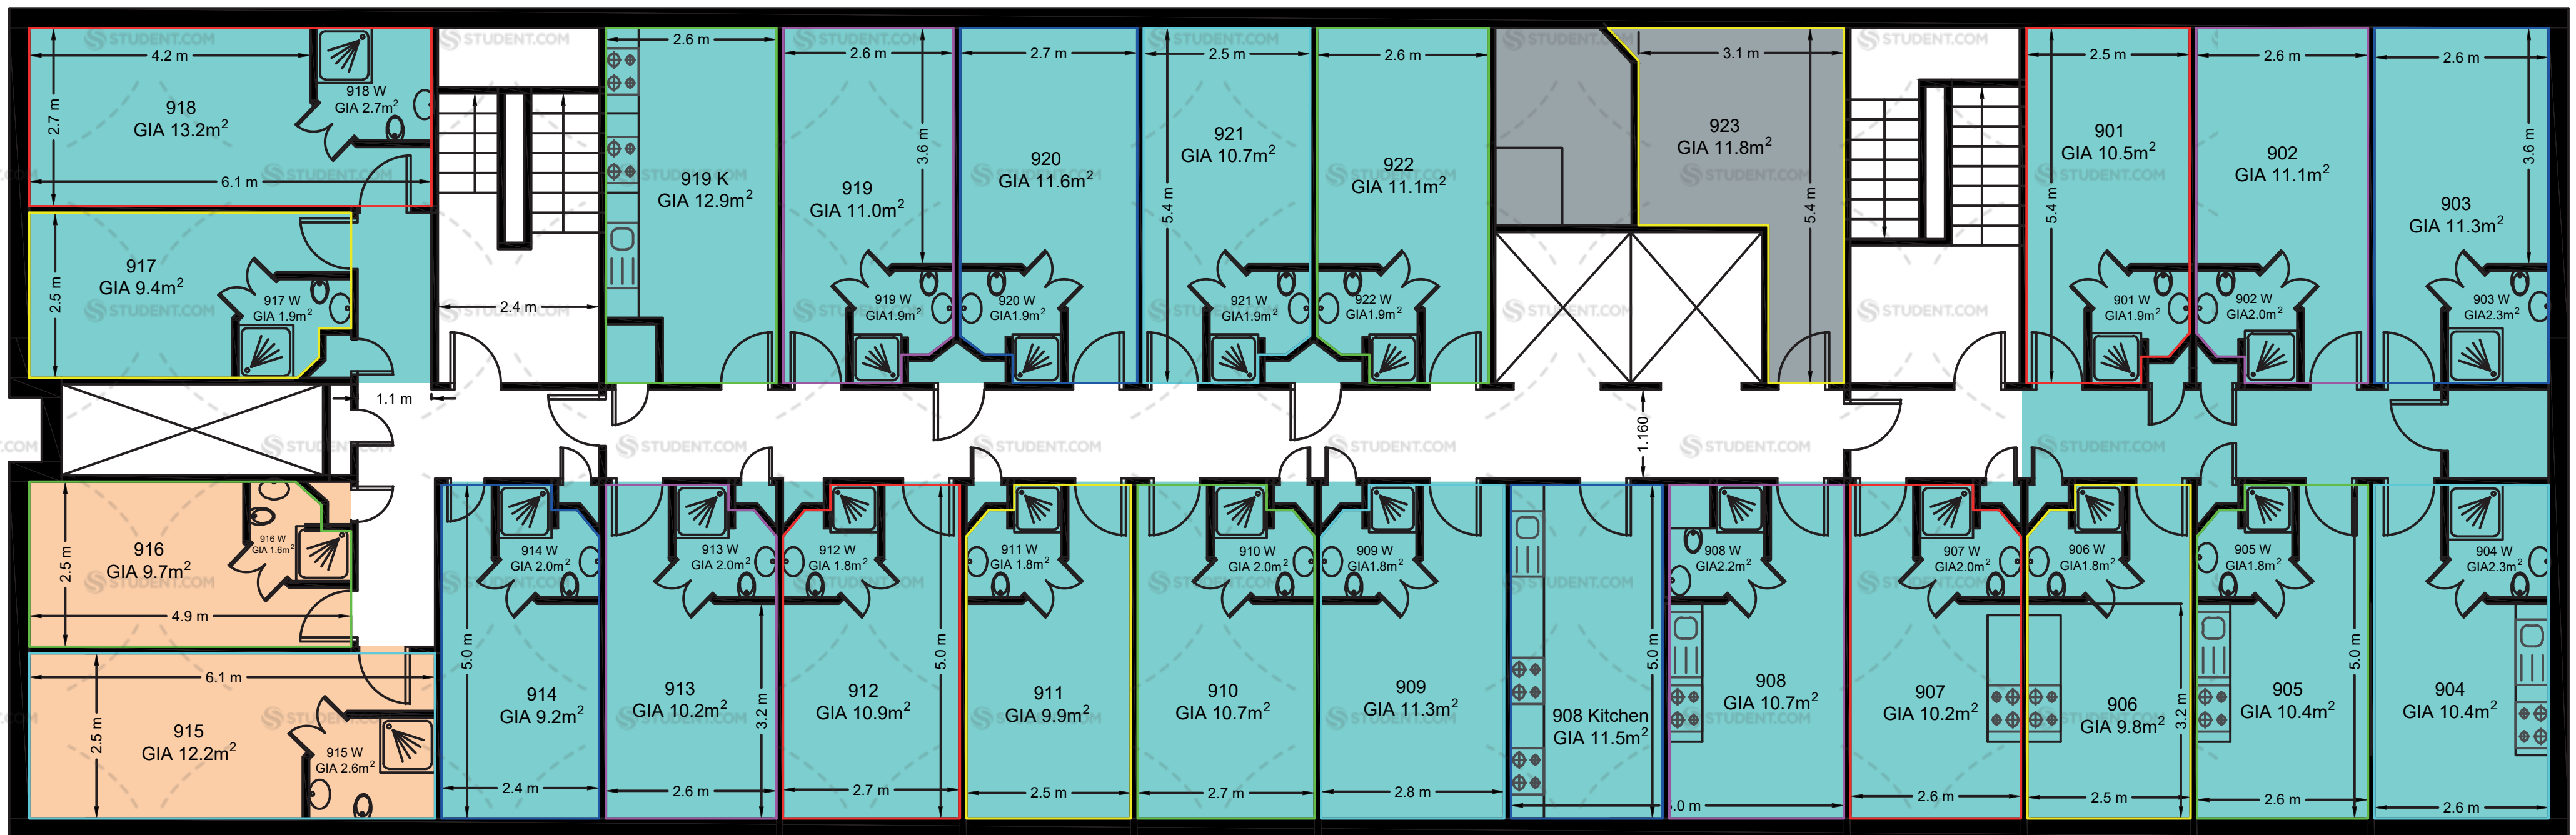 STUDENT.COM
4.2 m
2.7 m
918
GIA 13.2m²
918 W
GIA 2.7m²
6.1 m
2.6 m
919 K
GIA 12.9m²
2.6 m
3.6 m
919
GIA 11.0m²
919 W
GIA1.9m²
2.7 m
920
GIA 11.6m²
920 W
GIA1.9m²
2.5 m
921
GIA 10.7m²
5.4 m
921 W
GIA1.9m²
2.6 m
922
GIA 11.1m²
922 W
GIA1.9m²
3.1 m
923
GIA 11.8m²
5.4 m
2.5 m
901
GIA 10.5m²
5.4 m
901 W
GIA1.9m²
2.6 m
902
GIA 11.1m²
902 W
GIA2.0m²
2.6 m
3.6 m
903
GIA 11.3m²
903 W
GIA2.3m²
917
GIA 9.4m²
2.5 m
917 W
GIA 1.9m²
2.4 m
1.1 m
1.160
916
GIA 9.7m²
2.5 m
916 W
GIA 1.6m²
4.9 m
6.1 m
2.5 m
915
GIA 12.2m²
915 W
GIA 2.6m²
914 W
GIA 2.0m²
5.0 m
914
GIA 9.2m²
2.4 m
913 W
GIA 2.0m²
913
GIA 10.2m²
3.2 m
2.6 m
912 W
GIA 1.8m²
5.0 m
912
GIA 10.9m²
2.7 m
911 W
GIA 1.8m²
911
GIA 9.9m²
2.5 m
910 W
GIA 2.0m²
910
GIA 10.7m²
2.7 m
909 W
GIA1.8m²
909
GIA 11.3m²
2.8 m
5.0 m
908 Kitchen
GIA 11.5m²
908 W
GIA2.2m²
908
GIA 10.7m²
5.0 m
907 W
GIA2.0m²
907
GIA 10.2m²
2.6 m
906 W
GIA1.8m²
906
GIA 9.8m²
3.2 m
2.5 m
905 W
GIA1.8m²
5.0 m
905
GIA 10.4m²
2.6 m
904 W
GIA2.3m²
904
GIA 10.4m²
2.6 m